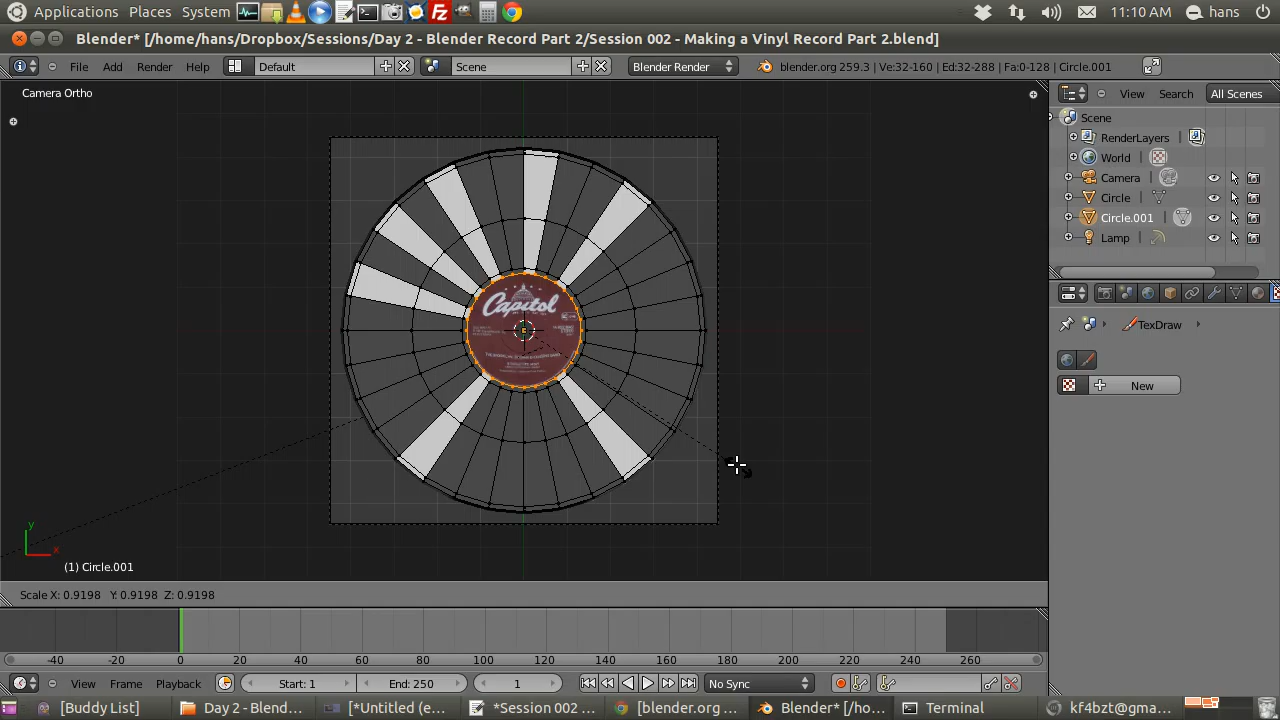 Applications Places System 11:10 AM hans
Blender* [/home/hans/Dropbox/Sessions/Day 2 - Blender Record Part 2/Session 002 - Making a Vinyl Record Part 2.blend]
File Add Render Help Default Scene Blender Render blender.org 259.3 | Ve:32-160 | Ed:32-288 | Fa:0-128 | Circle.001
Camera Ortho
View Search All Scenes
Scene
RenderLayers
World
Camera
Circle
Circle.001
Lamp
TexDraw
New
Capitol
y
x
(1) Circle.001
Scale X: 0.9198 Y: 0.9198 Z: 0.9198
-40 -20 0 20 40 60 80 100 120 140 160 180 200 220 240 260
View Frame Playback Start: 1 End: 250 1 No Sync
[Buddy List] Day 2 - Blend... [*Untitled (e... *Session 002 ... [blender.org ... Blender* [/ho... Terminal kf4bzt@gma...